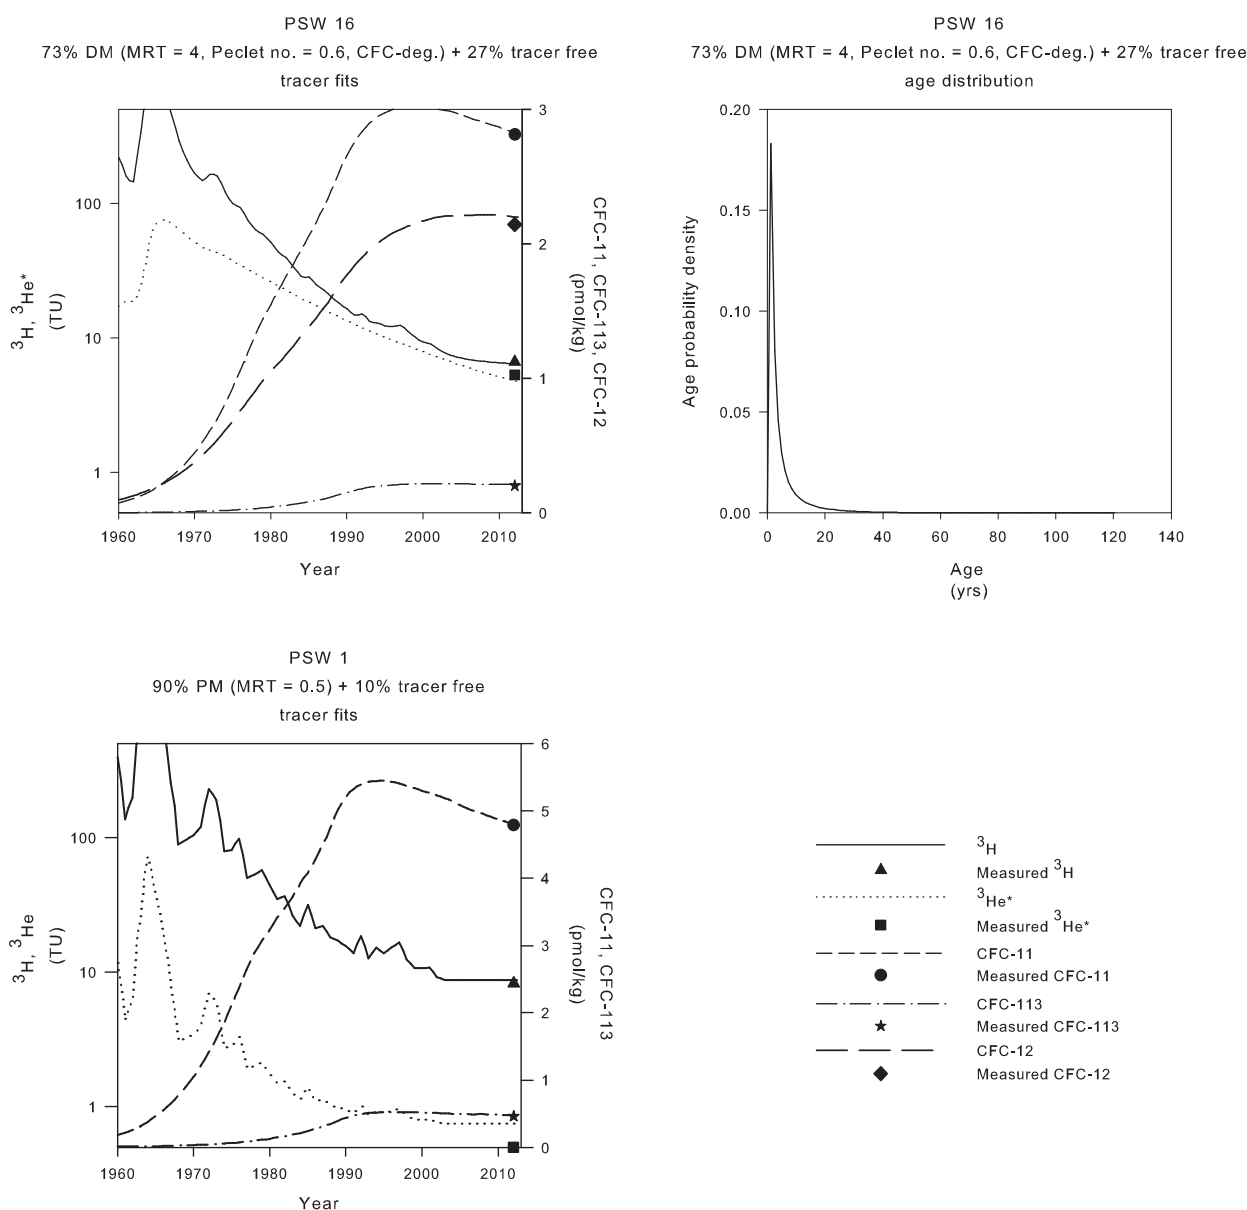 PSW 16
73% DM (MRT = 4, Peclet no. = 0.6, CFC-deg.) + 27% tracer free
tracer fits
3
2
1
0
100
10
1
³H, ³He*
(TU)
CFC-11, CFC-113, CFC-12
(pmol/kg)
1960 1970 1980 1990 2000 2010
Year
PSW 16
73% DM (MRT = 4, Peclet no. = 0.6, CFC-deg.) + 27% tracer free
age distribution
0.20
0.15
0.10
0.05
0.00
Age probability density
0 20 40 60 80 100 120 140
Age
(yrs)
PSW 1
90% PM (MRT = 0.5) + 10% tracer free
tracer fits
6
5
4
3
2
1
0
100
10
1
³H, ³He
(TU)
CFC-11, CFC-113
(pmol/kg)
1960 1970 1980 1990 2000 2010
Year
³H
Measured ³H
³He*
Measured ³He*
CFC-11
Measured CFC-11
CFC-113
Measured CFC-113
CFC-12
Measured CFC-12